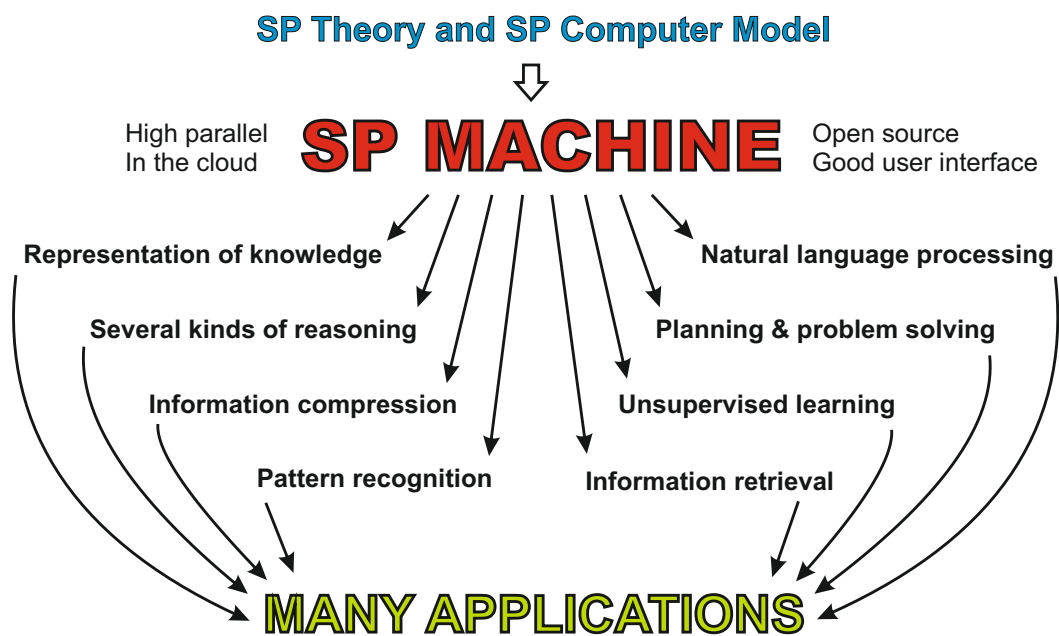 SP Theory and SP Computer Model
High parallel
In the cloud
SP MACHINE
Open source
Good user interface
Representation of knowledge
Natural language processing
Several kinds of reasoning
Planning & problem solving
Information compression
Unsupervised learning
Pattern recognition
Information retrieval
MANY APPLICATIONS